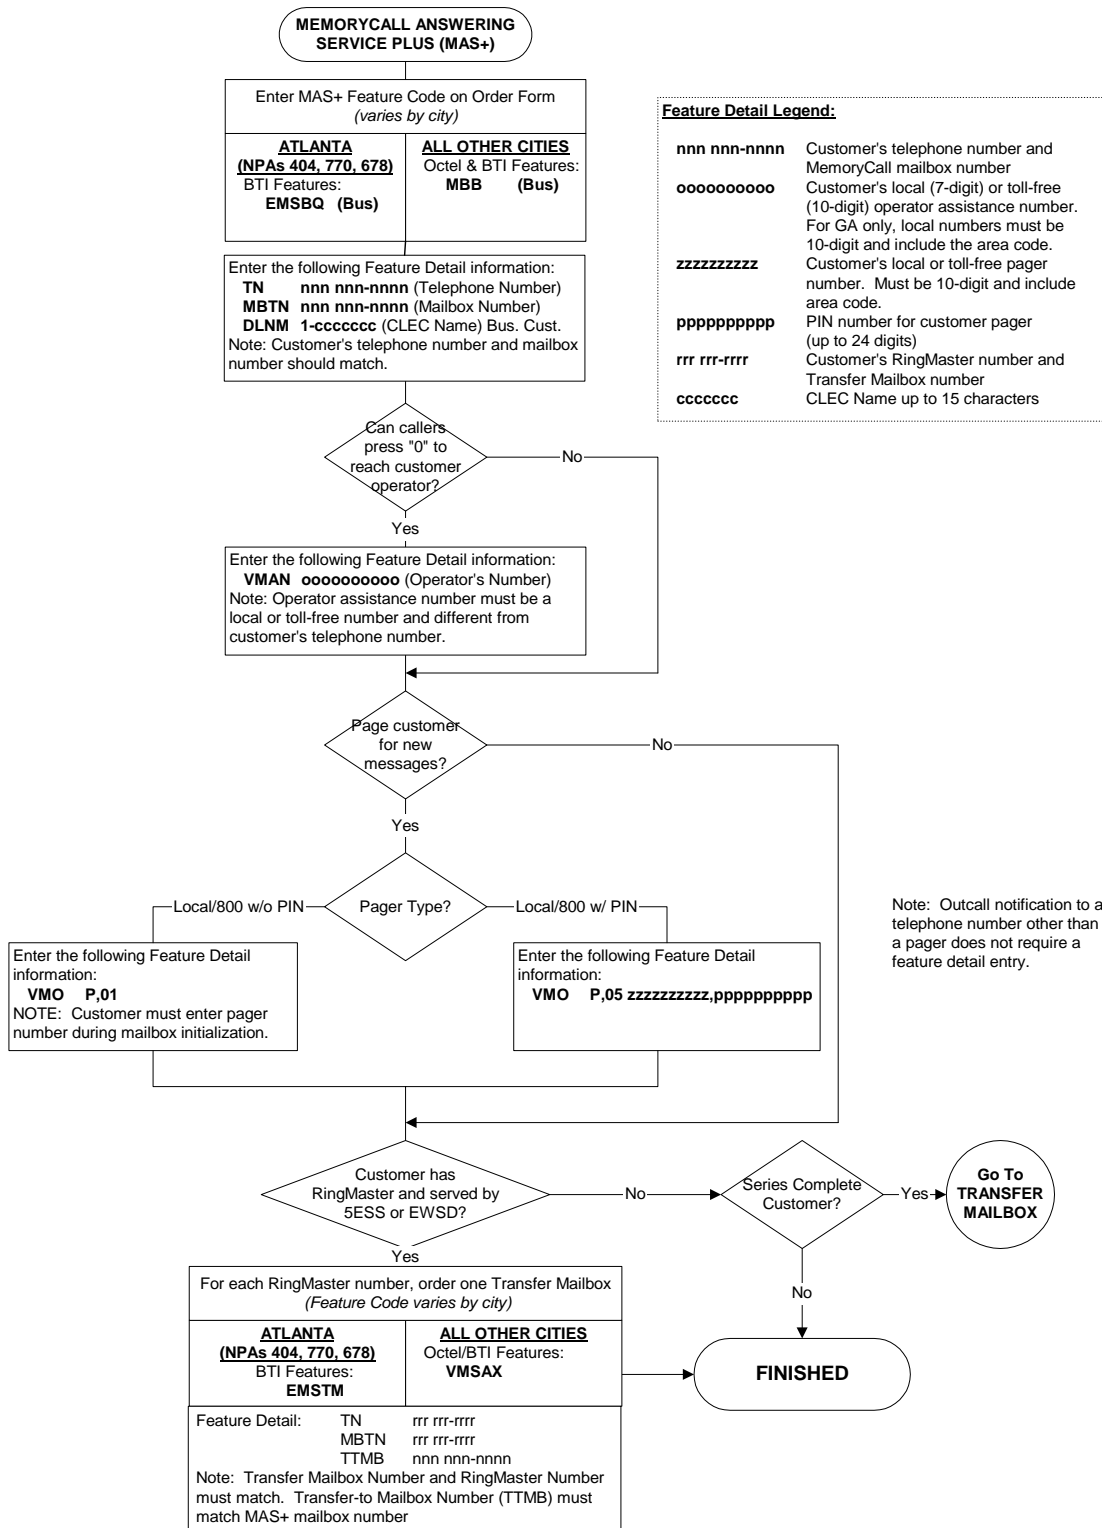 MEMORYCALL ANSWERING
SERVICE PLUS (MAS+)
Enter MAS+ Feature Code on Order Form
(varies by city)
ATLANTA
(NPAs 404, 770, 678)
BTI Features:
EMSBQ (Bus)
ALL OTHER CITIES
Octel & BTI Features:
MBB (Bus)
Feature Detail Legend:
nnn nnn-nnnn Customer's telephone number and
MemoryCall mailbox number
oooooooooo Customer's local (7-digit) or toll-free
(10-digit) operator assistance number.
For GA only, local numbers must be
10-digit and include the area code.
zzzzzzzzzz Customer's local or toll-free pager
number. Must be 10-digit and include
area code.
pppppppppp PIN number for customer pager
(up to 24 digits)
rrr rrr-rrrr Customer's RingMaster number and
Transfer Mailbox number
ccccccc CLEC Name up to 15 characters
Enter the following Feature Detail information:
TN nnn nnn-nnnn (Telephone Number)
MBTN nnn nnn-nnnn (Mailbox Number)
DLNM 1-ccccccc (CLEC Name) Bus. Cust.
Note: Customer's telephone number and mailbox
number should match.
Can callers
press "0" to
reach customer
operator?
No
Yes
Enter the following Feature Detail information:
VMAN oooooooooo (Operator's Number)
Note: Operator assistance number must be a
local or toll-free number and different from
customer's telephone number.
Page customer
for new
messages?
No
Yes
Local/800 w/o PIN
Pager Type?
Local/800 w/ PIN
Note: Outcall notification to a
telephone number other than
a pager does not require a
feature detail entry.
Enter the following Feature Detail
information:
VMO P,01
NOTE: Customer must enter pager
number during mailbox initialization.
Enter the following Feature Detail
information:
VMO P,05 zzzzzzzzzz,pppppppppp
Customer has
RingMaster and served by
5ESS or EWSD?
No
Series Complete
Customer?
Yes
Go To
TRANSFER
MAILBOX
Yes
No
For each RingMaster number, order one Transfer Mailbox
(Feature Code varies by city)
ATLANTA
(NPAs 404, 770, 678)
BTI Features:
EMSTM
ALL OTHER CITIES
Octel/BTI Features:
VMSAX
FINISHED
Feature Detail: TN rrr rrr-rrrr
MBTN rrr rrr-rrrr
TTMB nnn nnn-nnnn
Note: Transfer Mailbox Number and RingMaster Number
must match. Transfer-to Mailbox Number (TTMB) must
match MAS+ mailbox number